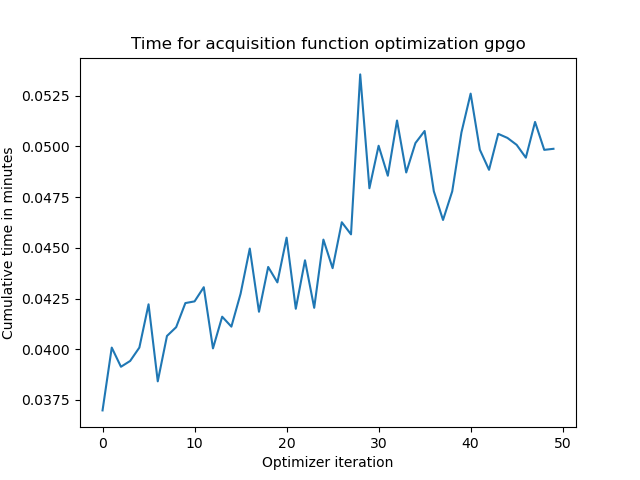 Time for acquisition function optimization gpgo
Cumulative time in minutes
0.0525
0.0500
0.0475
0.0450
0.0425
0.0400
0.0375
0 10 20 30 40 50
Optimizer iteration